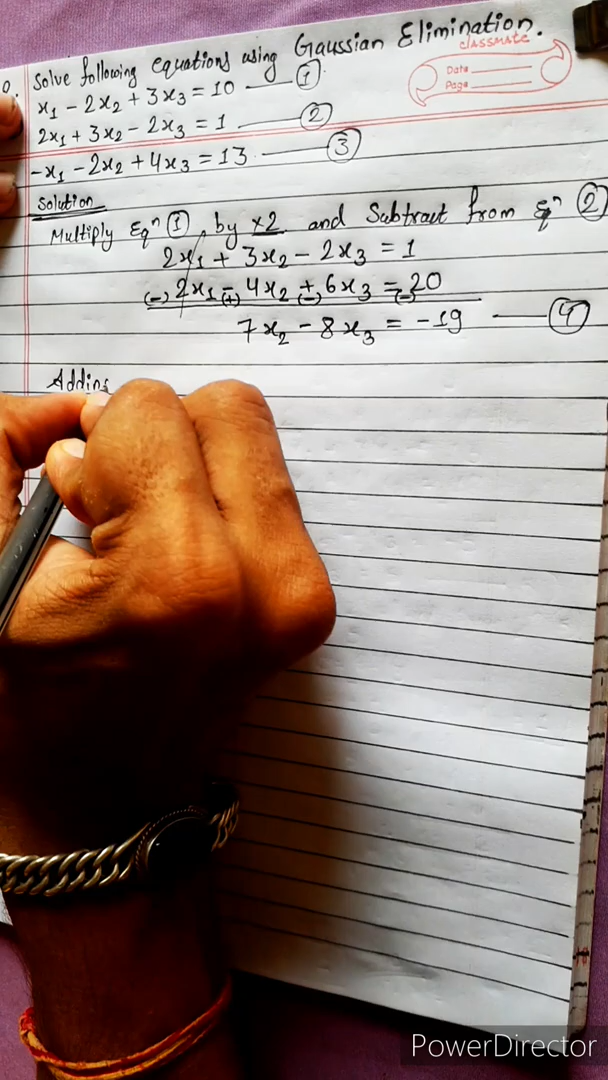 Q. Solve following equations using Gaussian Elimination.
classmate
Date
Page
x₁ - 2x₂ + 3x₃ = 10 — ①
2x₁ + 3x₂ - 2x₃ = 1 — ②
-x₁ - 2x₂ + 4x₃ = 13 — ③
Solution
Multiply Eqⁿ ① by ×2 and Subtract from Eqⁿ ②
2x₁ + 3x₂ - 2x₃ = 1
(-) 2x₁ - (+) 4x₂ + (-) 6x₃ = (-) 20
7x₂ - 8x₃ = -19 — ④
Adding
PowerDirector